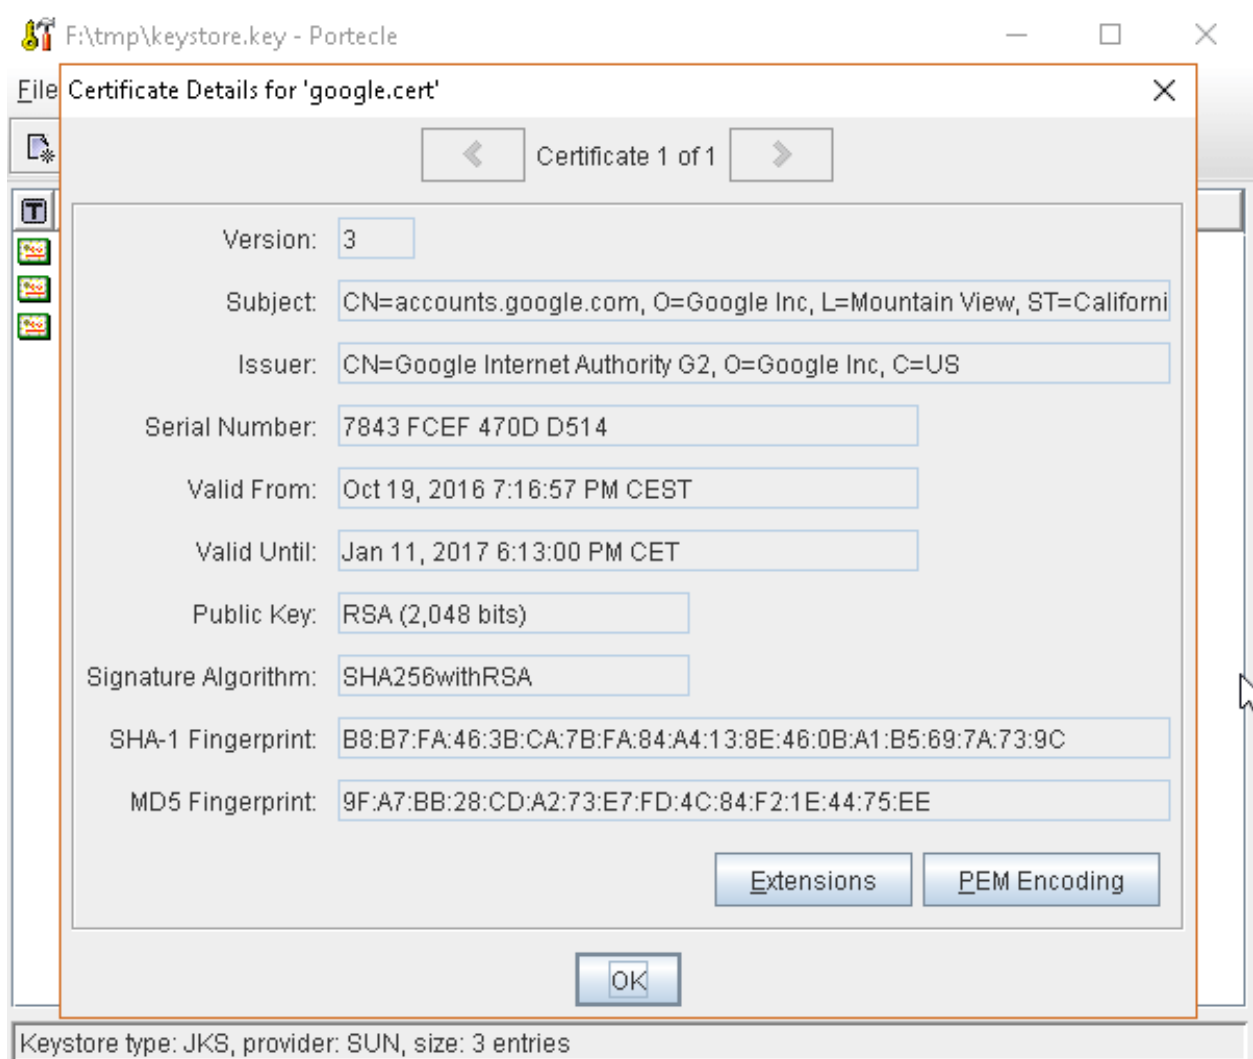 F:\tmp\keystore.key - Portecle
File
Certificate Details for 'google.cert'
Certificate 1 of 1
T
Version: 3
Subject: CN=accounts.google.com, O=Google Inc, L=Mountain View, ST=Californi
Issuer: CN=Google Internet Authority G2, O=Google Inc, C=US
Serial Number: 7843 FCEF 470D D514
Valid From: Oct 19, 2016 7:16:57 PM CEST
Valid Until: Jan 11, 2017 6:13:00 PM CET
Public Key: RSA (2,048 bits)
Signature Algorithm: SHA256withRSA
SHA-1 Fingerprint: B8:B7:FA:46:3B:CA:7B:FA:84:A4:13:8E:46:0B:A1:B5:69:7A:73:9C
MD5 Fingerprint: 9F:A7:BB:28:CD:A2:73:E7:FD:4C:84:F2:1E:44:75:EE
Extensions
PEM Encoding
OK
Keystore type: JKS, provider: SUN, size: 3 entries